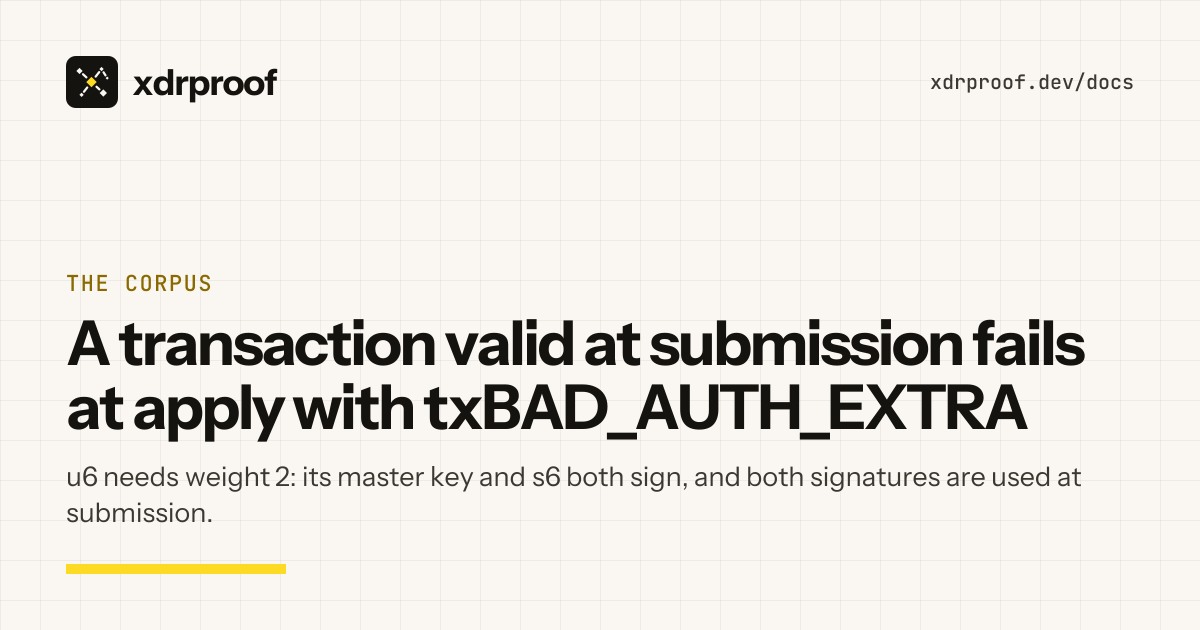 xdrproof
xdrproof.dev/docs
THE CORPUS
A transaction valid at submission fails
at apply with txBAD_AUTH_EXTRA
u6 needs weight 2: its master key and s6 both sign, and both signatures are used at
submission.